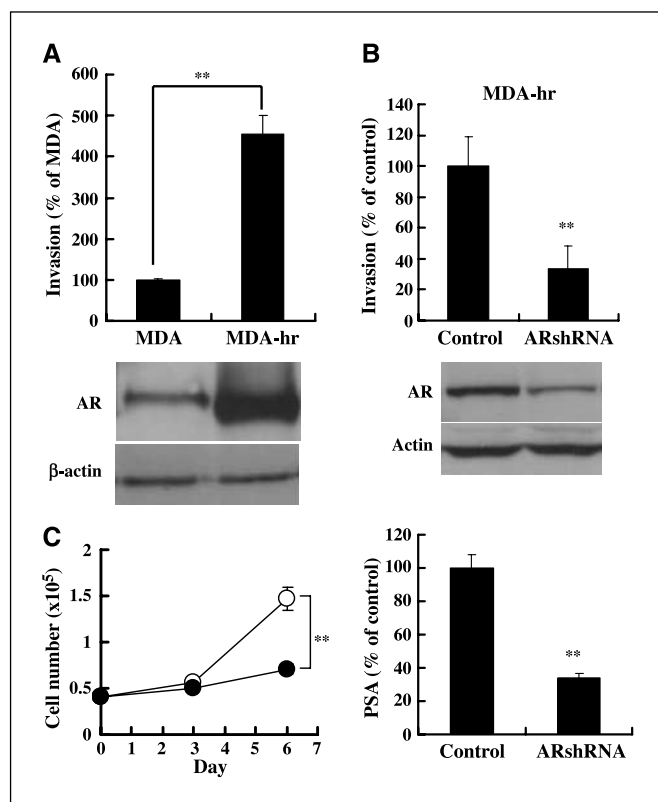 A
Invasion (% of MDA)
600
500
400
300
200
100
0
**
MDA MDA-hr
AR
β-actin
B
MDA-hr
Invasion (% of control)
140
120
100
80
60
40
20
0
**
Control ARshRNA
AR
Actin
C
Cell number (x10⁵)
2
1.5
1
0.5
0
**
0 1 2 3 4 5 6 7
Day
PSA (% of control)
120
100
80
60
40
20
0
**
Control ARshRNA